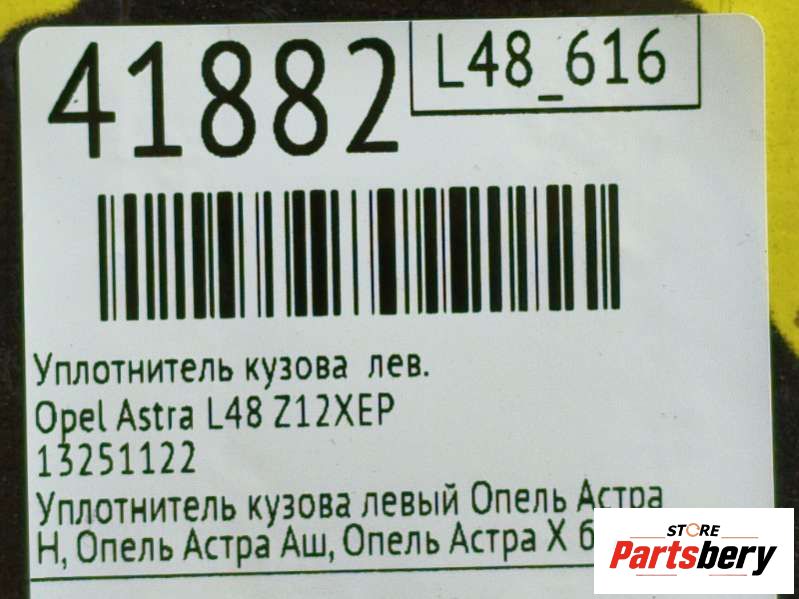 41882
L48_616
Уплотнитель кузова лев.
Opel Astra L48 Z12XEP
13251122
Уплотнитель кузова левый Опель Астра
Н, Опель Астра Аш, Опель Астра Х б
STORE
Partsbery